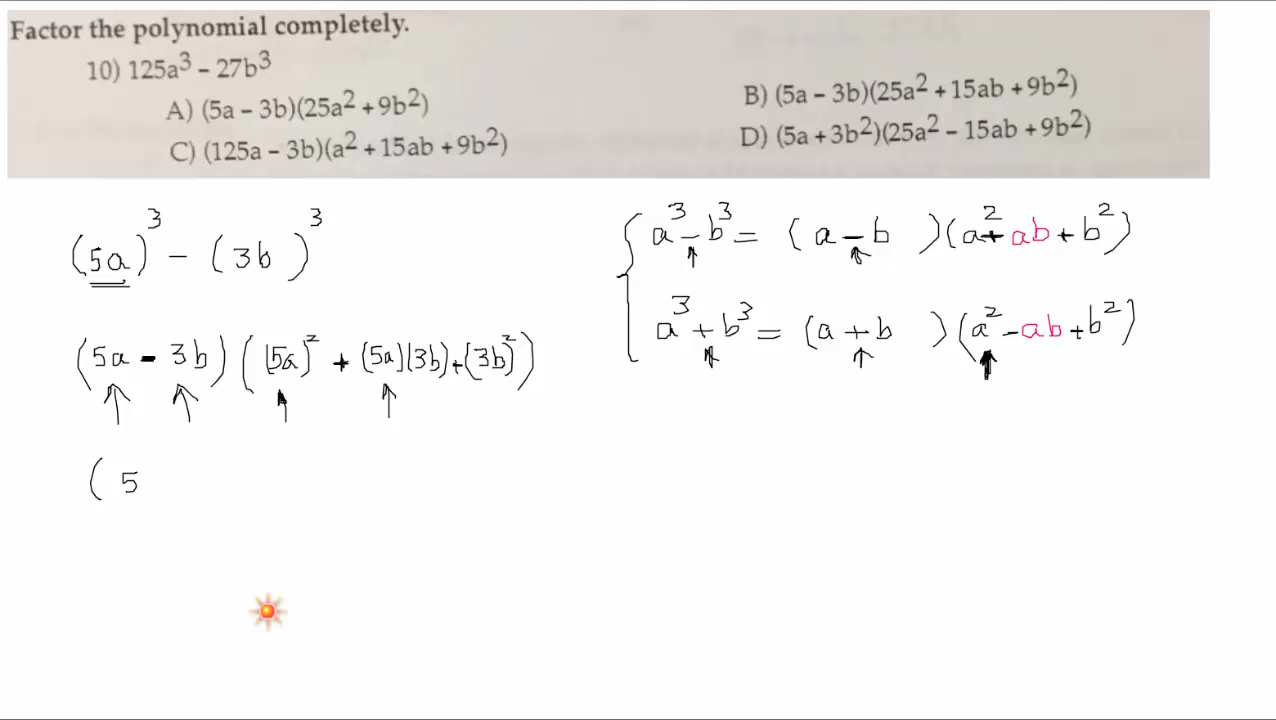 Factor the polynomial completely.
10) 125a³ - 27b³
A) (5a - 3b)(25a² + 9b²)
B) (5a - 3b)(25a² + 15ab + 9b²)
C) (125a - 3b)(a² + 15ab + 9b²)
D) (5a + 3b²)(25a² - 15ab + 9b²)
(5a)³ - (3b)³
(5a - 3b)((5a)² + (5a)(3b) + (3b)²)
(5
a³ - b³ = (a - b)(a² + ab + b²)
a³ + b³ = (a + b)(a² - ab + b²)